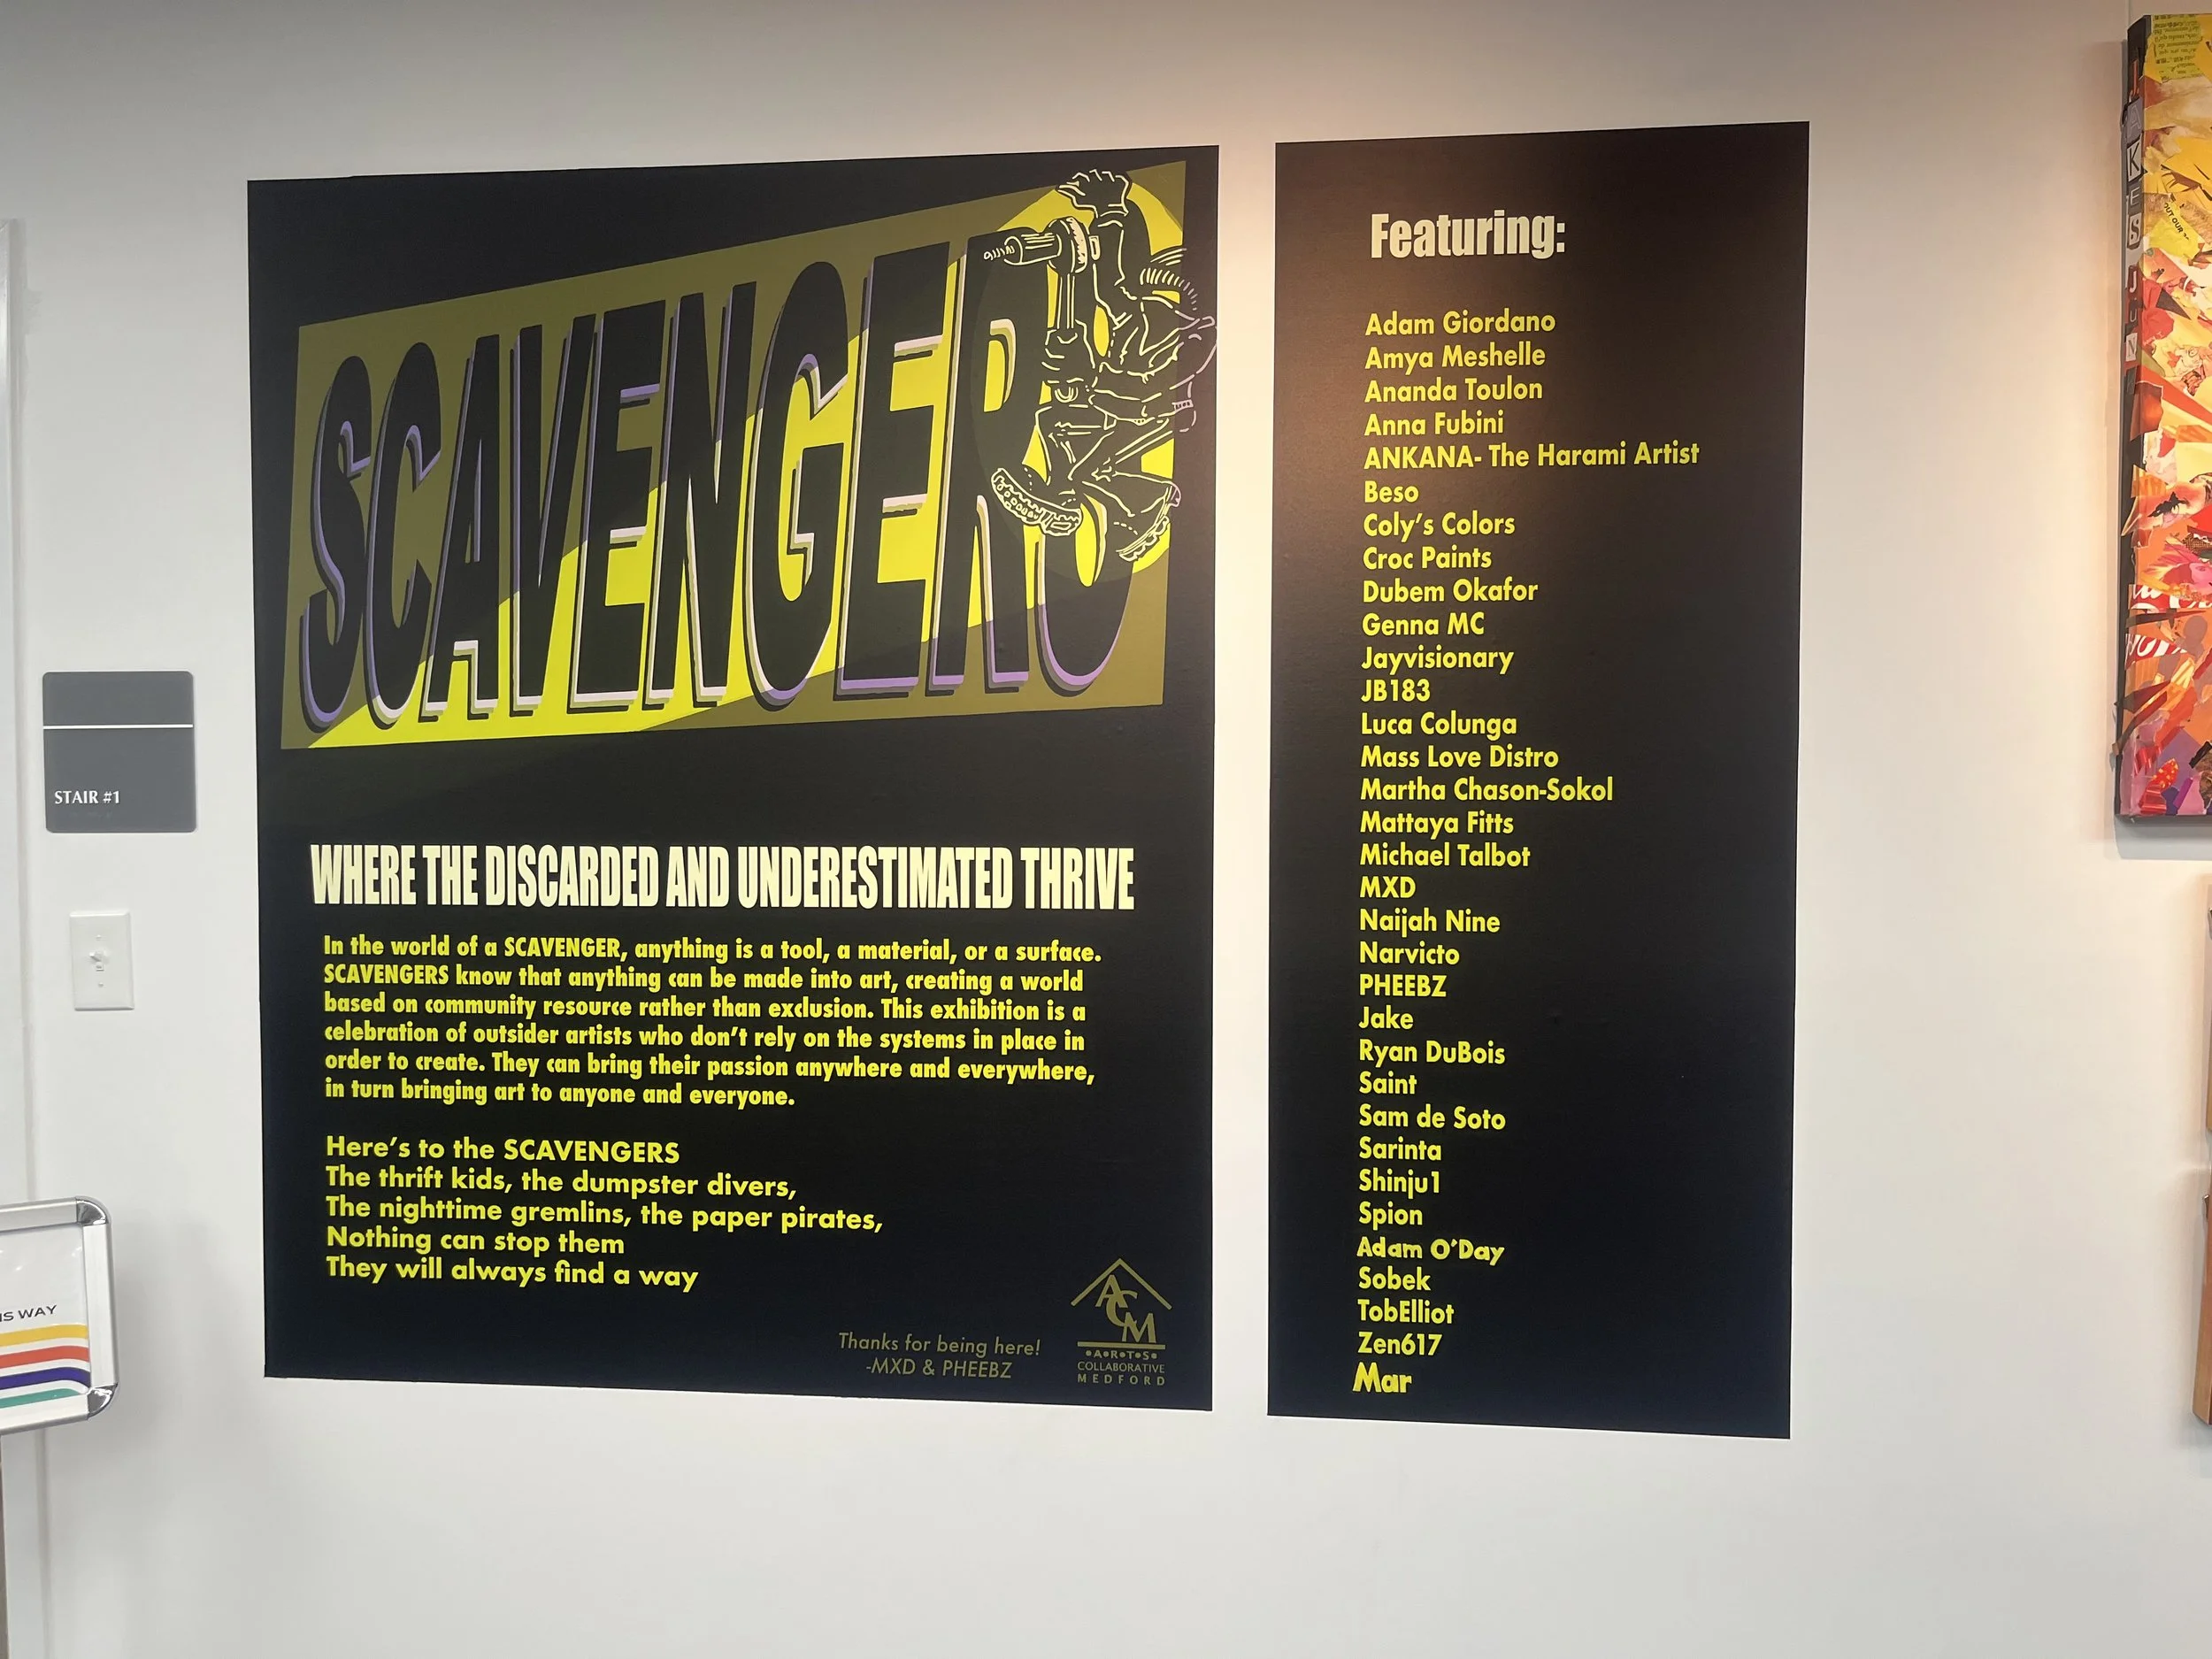 SCAVENGERS
WHERE THE DISCARDED AND UNDERESTIMATED THRIVE
In the world of a SCAVENGER, anything is a tool, a material, or a surface.
SCAVENGERS know that anything can be made into art, creating a world
based on community resource rather than exclusion. This exhibition is a
celebration of outsider artists who don't rely on the systems in place in
order to create. They can bring their passion anywhere and everywhere,
in turn bringing art to anyone and everyone.
Here's to the SCAVENGERS
The thrift kids, the dumpster divers,
The nighttime gremlins, the paper pirates,
Nothing can stop them
They will always find a way
Thanks for being here!
-MXD & PHEEBZ
ACM
•A•R•T•S•
COLLABORATIVE
MEDFORD
Featuring:
Adam Giordano
Amya Meshelle
Ananda Toulon
Anna Fubini
ANKANA- The Harami Artist
Beso
Coly's Colors
Croc Paints
Dubem Okafor
Genna MC
Jayvisionary
JB183
Luca Colunga
Mass Love Distro
Martha Chason-Sokol
Mattaya Fitts
Michael Talbot
MXD
Naijah Nine
Narvicto
PHEEBZ
Jake
Ryan DuBois
Saint
Sam de Soto
Sarinta
Shinju1
Spion
Adam O'Day
Sobek
TobElliot
Zen617
Mar
STAIR #1
WAY